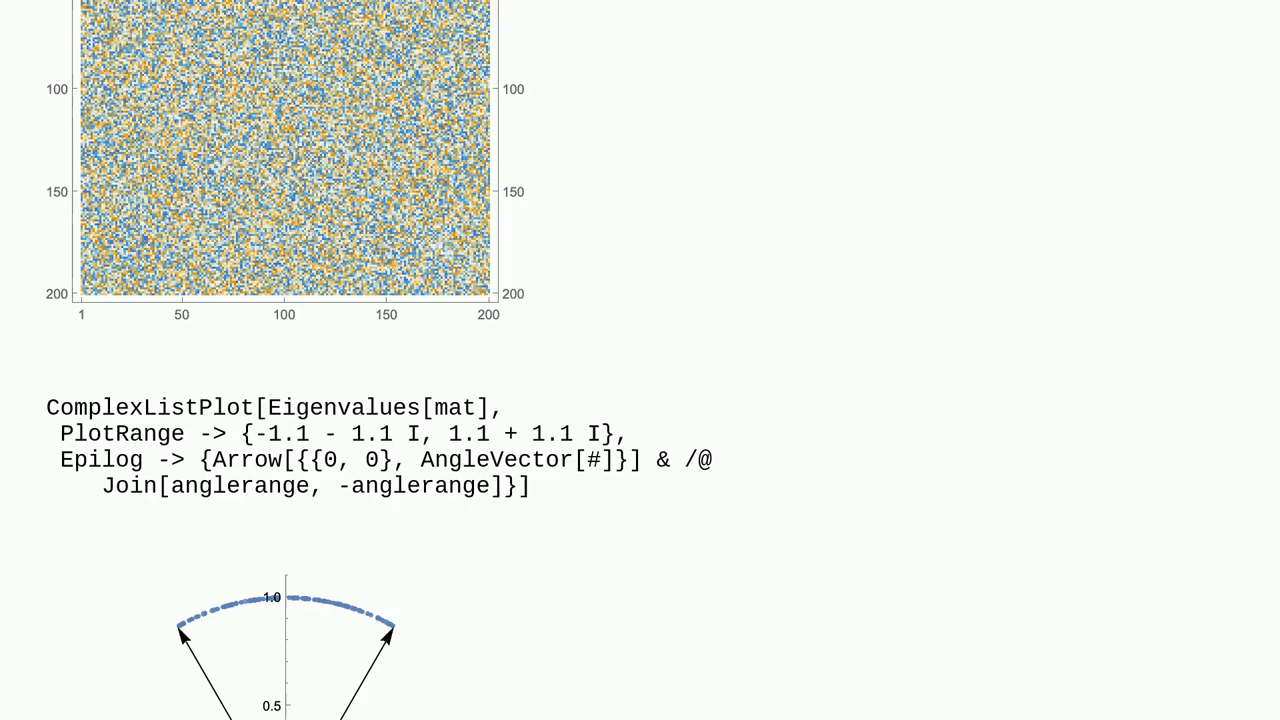 100 100
150 150
200 200
1 50 100 150 200
ComplexListPlot[Eigenvalues[mat],
PlotRange -> {-1.1 - 1.1 I, 1.1 + 1.1 I},
Epilog -> {Arrow[{{0, 0}, AngleVector[#]}] & /@
Join[anglerange, -anglerange]}]
1.0
0.5